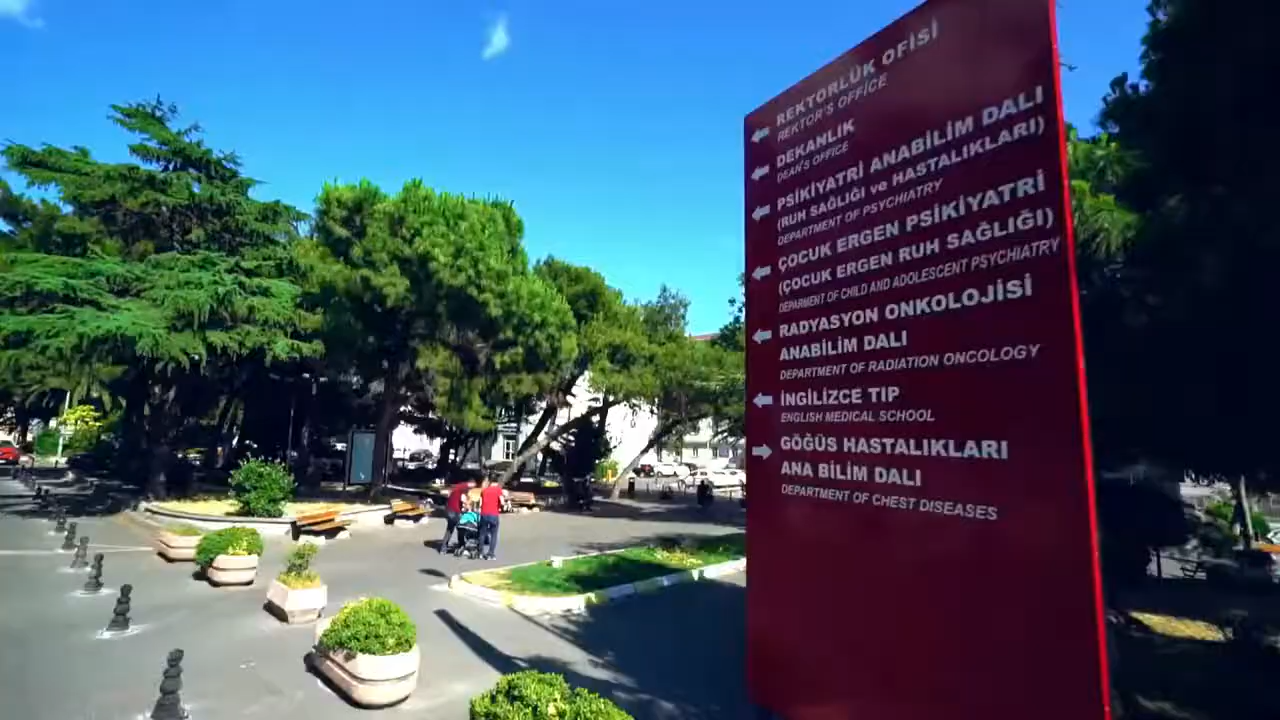 REKTORLÜK OFİSİ
REKTOR'S OFFICE
DEKANLIK
DEAN'S OFFICE
PSİKİYATRİ ANABİLİM DALI
(RUH SAĞLIĞI ve HASTALIKLARI)
DEPARTMENT OF PSYCHIATRY
ÇOCUK ERGEN PSİKİYATRİ
(ÇOCUK ERGEN RUH SAĞLIĞI)
DEPARMENT OF CHILD AND ADOLESCENT PSYCHIATRY
RADYASYON ONKOLOJİSİ
ANABİLİM DALI
DEPARTMENT OF RADIATION ONCOLOGY
İNGİLİZCE TIP
ENGLISH MEDICAL SCHOOL
GÖĞÜS HASTALIKLARI
ANA BİLİM DALI
DEPARTMENT OF CHEST DISEASES